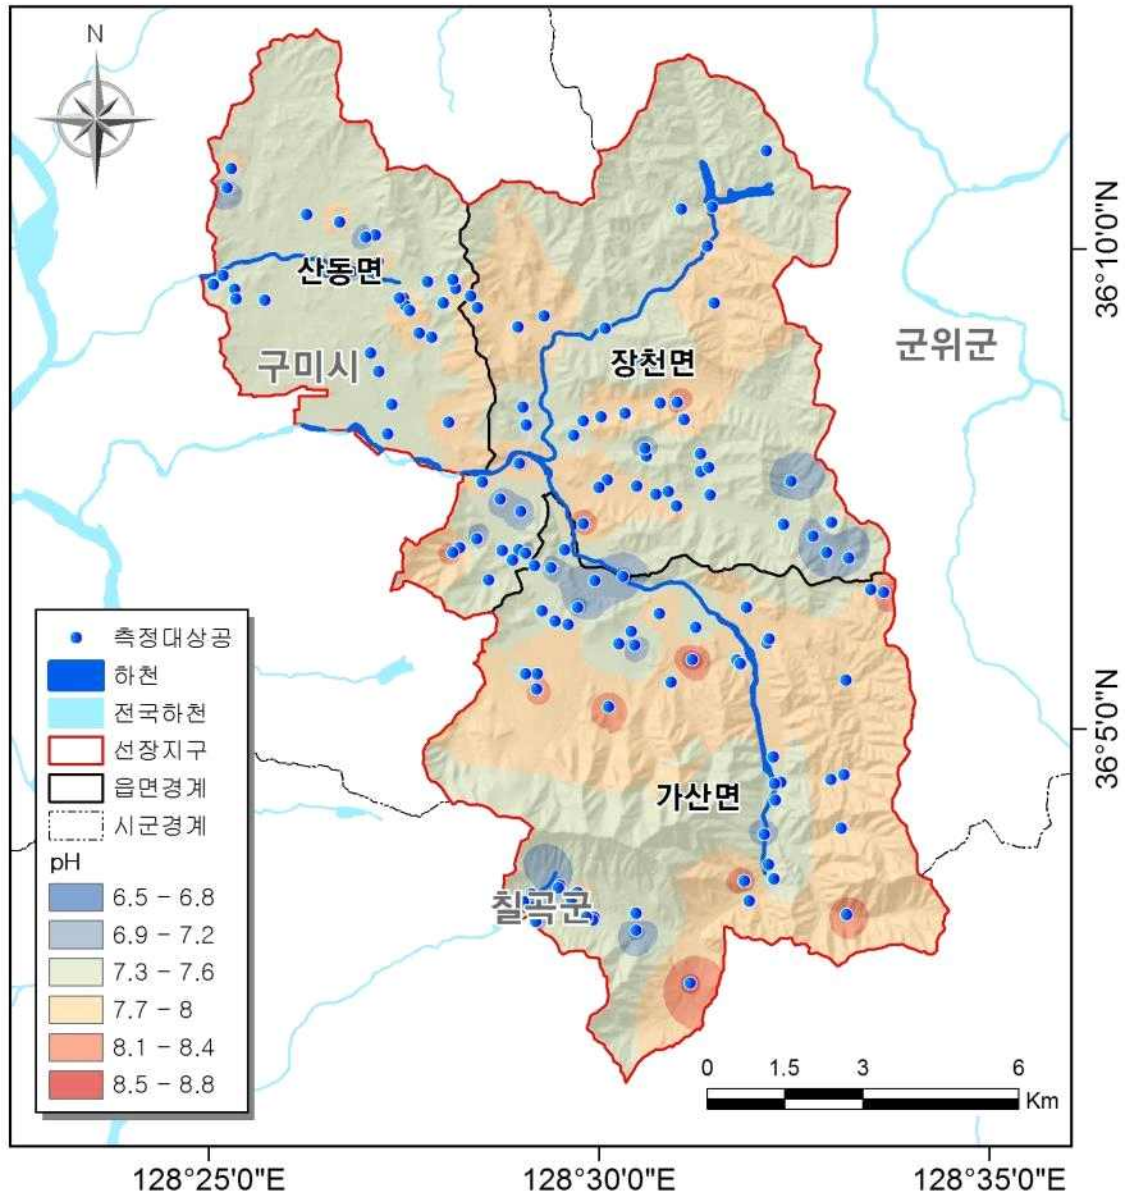 N
산동면
구미시
장천면
군위군
가산면
칠곡군
36°10'0"N
36°5'0"N
측정대상공
하천
전국하천
선장지구
읍면경계
시군경계
pH
6.5 – 6.8
6.9 – 7.2
7.3 – 7.6
7.7 – 8
8.1 – 8.4
8.5 – 8.8
0 1.5 3 6
Km
128°25'0"E 128°30'0"E 128°35'0"E